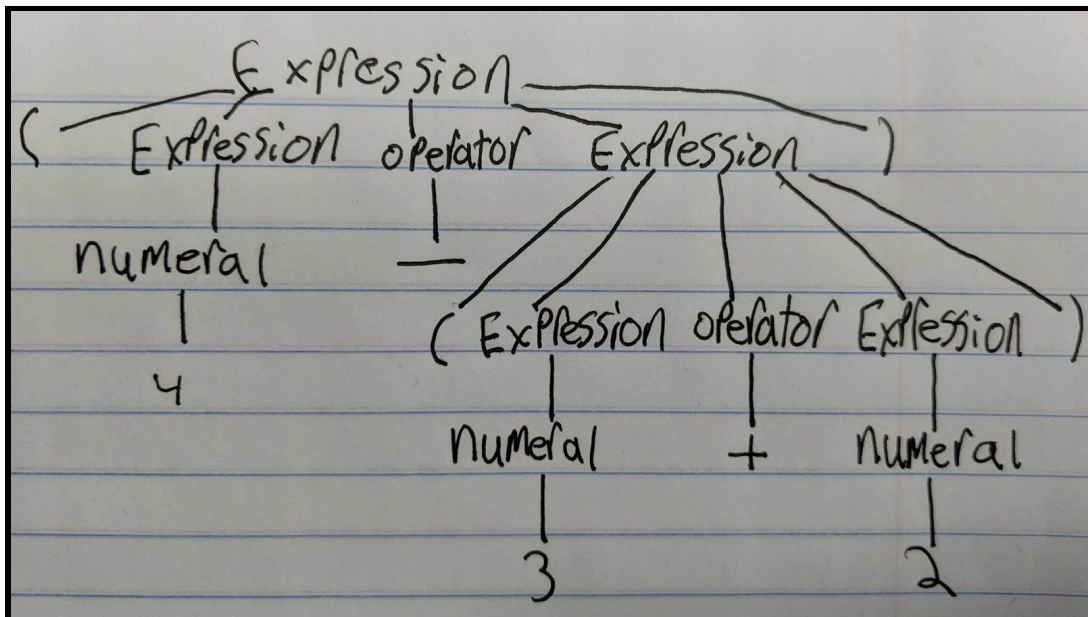 Expression
( Expression operator Expression )
numeral —
( Expression operator Expression )
4
numeral + numeral
3 2